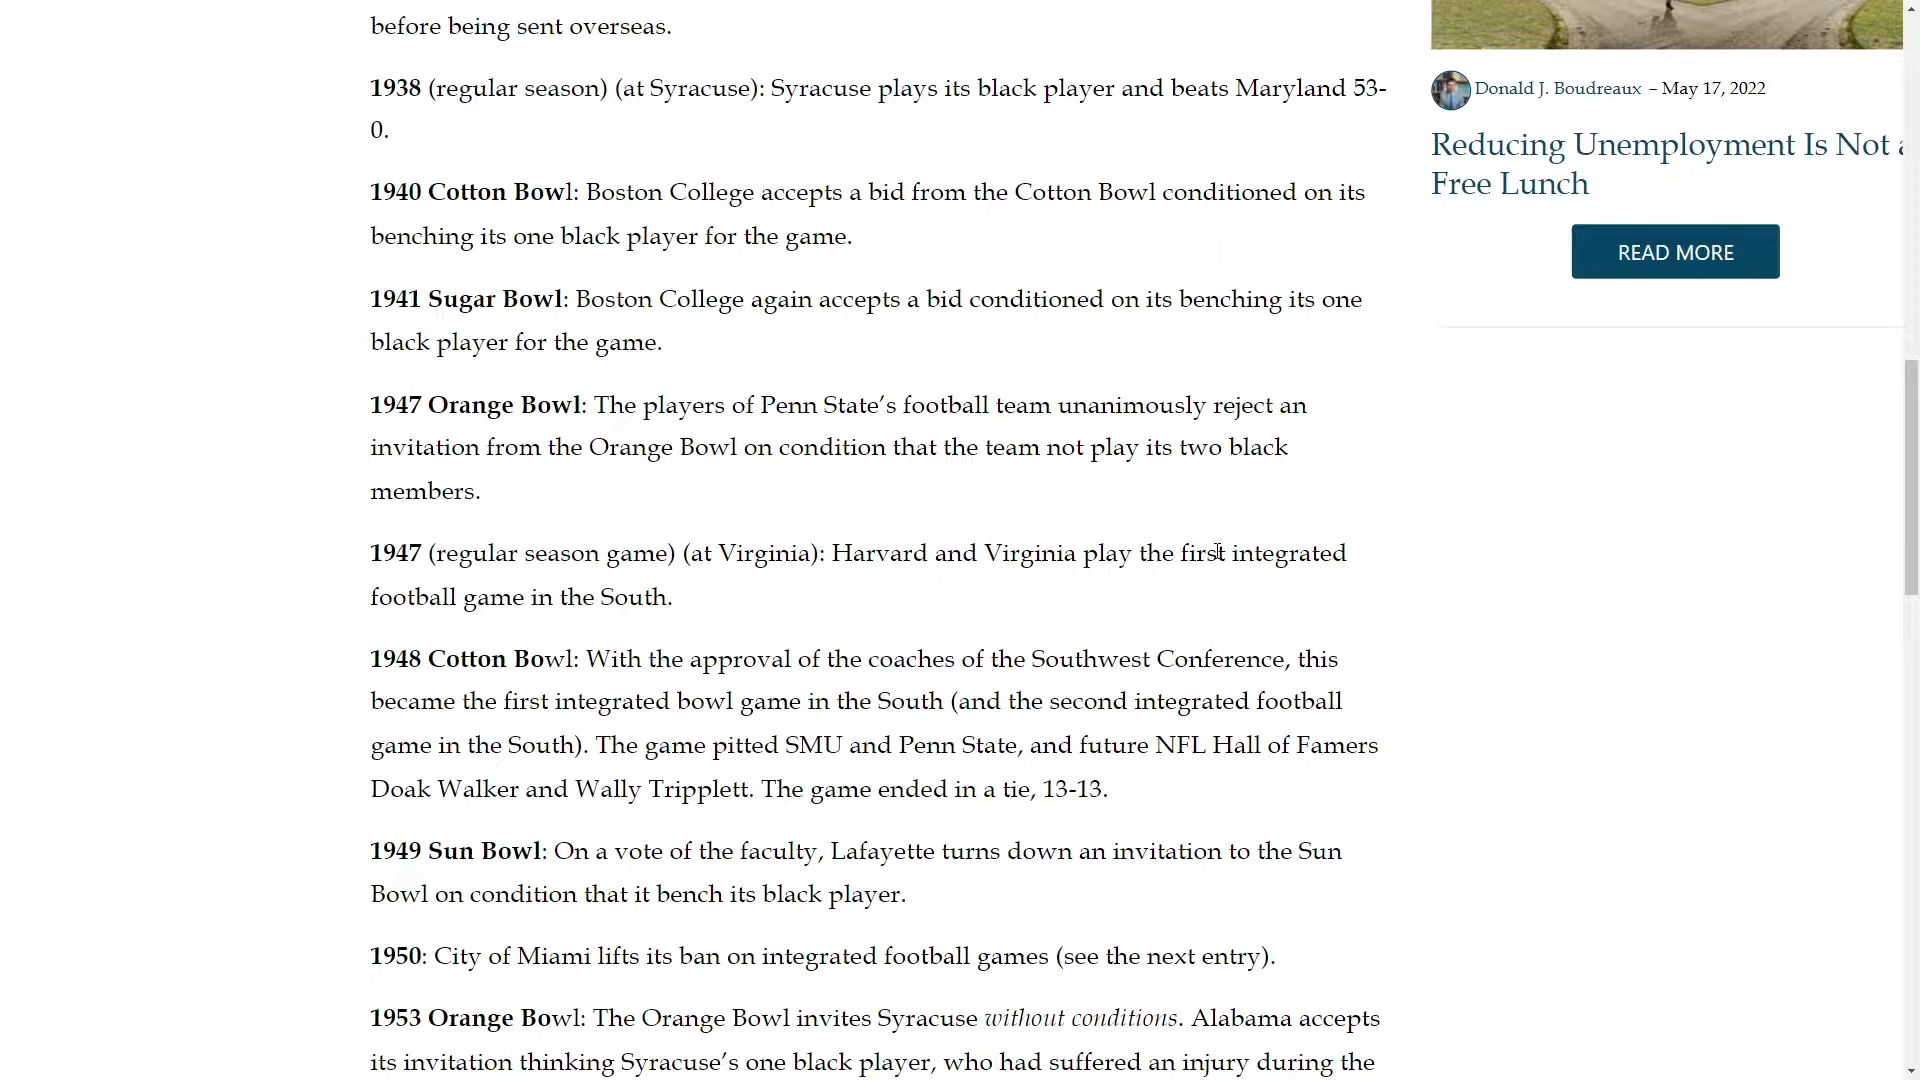 before being sent overseas.
1938 (regular season) (at Syracuse): Syracuse plays its black player and beats Maryland 53-
0.
1940 Cotton Bowl: Boston College accepts a bid from the Cotton Bowl conditioned on its
benching its one black player for the game.
1941 Sugar Bowl: Boston College again accepts a bid conditioned on its benching its one
black player for the game.
1947 Orange Bowl: The players of Penn State’s football team unanimously reject an
invitation from the Orange Bowl on condition that the team not play its two black
members.
1947 (regular season game) (at Virginia): Harvard and Virginia play the first integrated
football game in the South.
1948 Cotton Bowl: With the approval of the coaches of the Southwest Conference, this
became the first integrated bowl game in the South (and the second integrated football
game in the South). The game pitted SMU and Penn State, and future NFL Hall of Famers
Doak Walker and Wally Tripplett. The game ended in a tie, 13-13.
1949 Sun Bowl: On a vote of the faculty, Lafayette turns down an invitation to the Sun
Bowl on condition that it bench its black player.
1950: City of Miami lifts its ban on integrated football games (see the next entry).
1953 Orange Bowl: The Orange Bowl invites Syracuse without conditions. Alabama accepts
its invitation thinking Syracuse’s one black player, who had suffered an injury during the
Donald J. Boudreaux – May 17, 2022
Reducing Unemployment Is Not a
Free Lunch
READ MORE